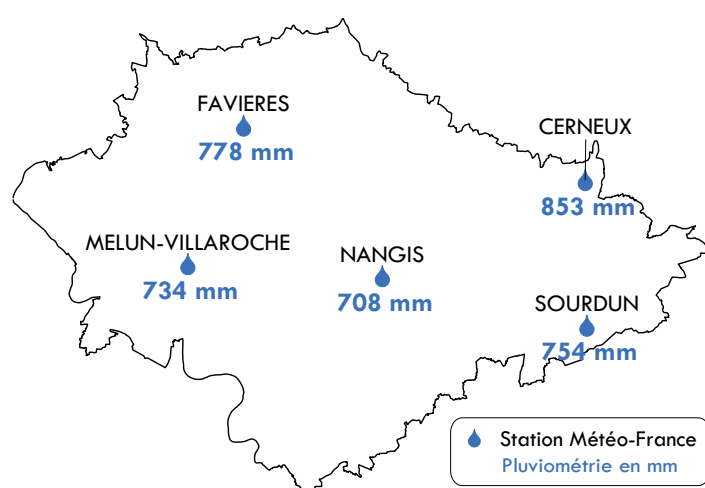 FAVIERES
778 mm
CERNEUX
853 mm
MELUN-VILLAROCHE
734 mm
NANGIS
708 mm
SOURDUN
754 mm
Station Météo-France
Pluviométrie en mm